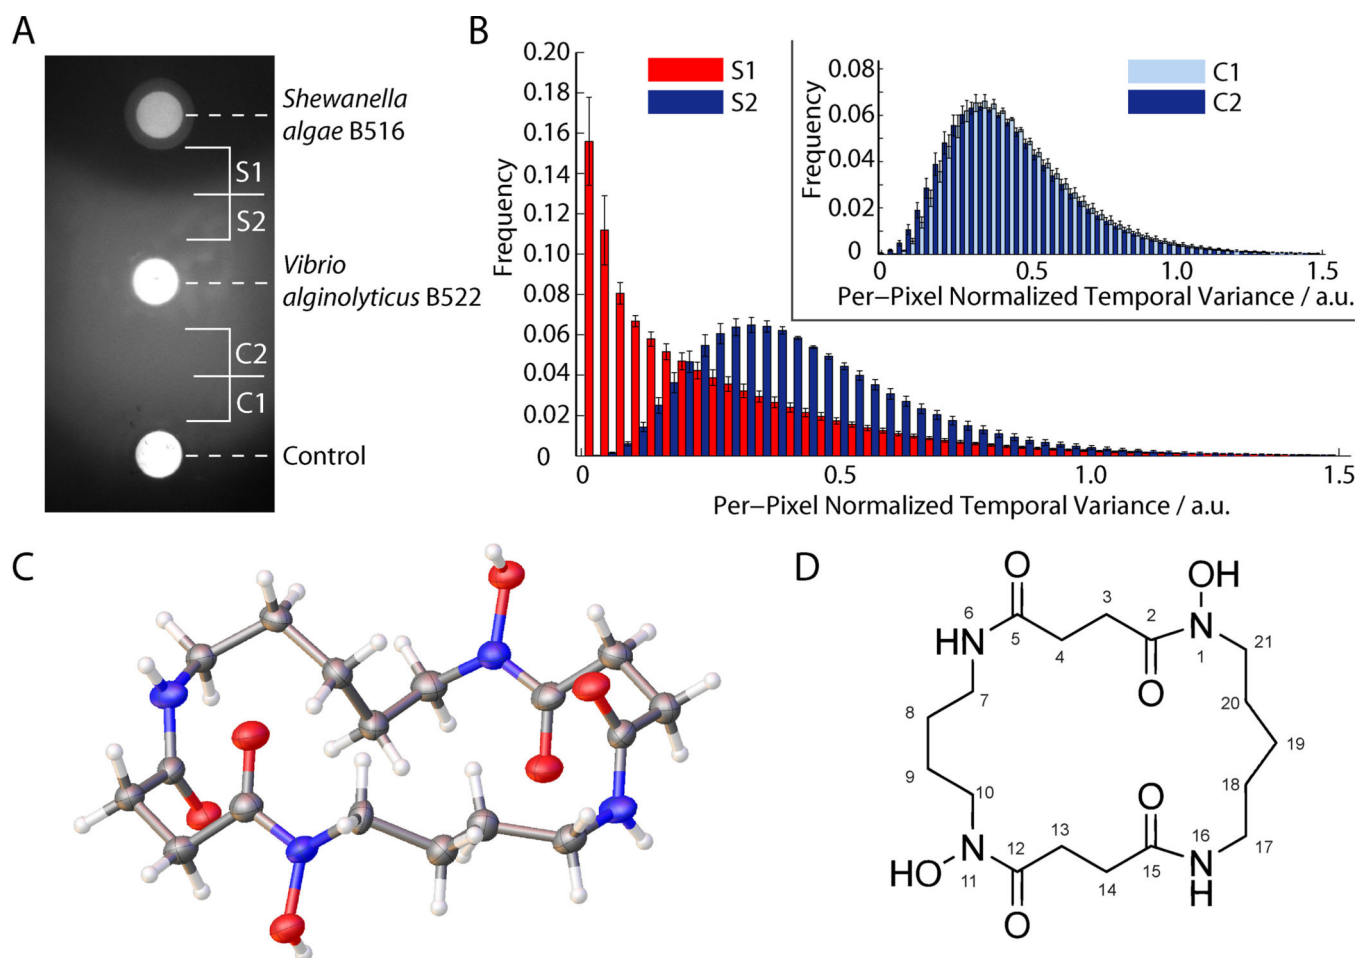 A
Shewanella
algae B516
S1
S2
Vibrio
alginolyticus B522
C2
C1
Control
B
0.20
0.18
0.16
0.14
0.12
0.10
0.08
0.06
0.04
0.02
0
Frequency
S1
S2
0 0.5 1.0 1.5
Per-Pixel Normalized Temporal Variance / a.u.
0.08
0.06
0.04
0.02
0
Frequency
C1
C2
0 0.5 1.0 1.5
Per-Pixel Normalized Temporal Variance / a.u.
C
D
O
OH
3
6
2
HN
5
N
4
1
21
O
7
20
8
19
9
18
O
10
13
16
12
17
HO
N
15
N
11
14
H
O